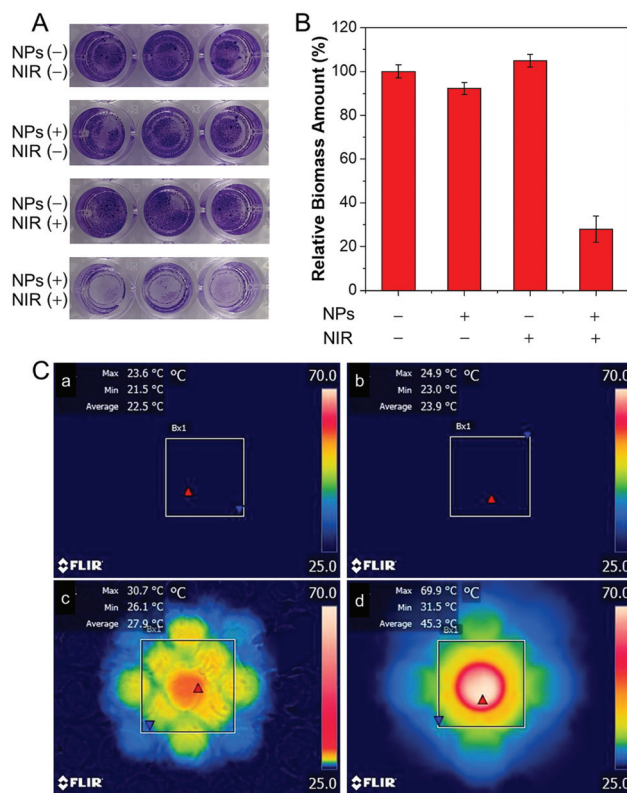 A
NPs (−)
NIR (−)
NPs (+)
NIR (−)
NPs (−)
NIR (+)
NPs (+)
NIR (+)
B
Relative Biomass Amount (%)
120
100
80
60
40
20
0
NPs − + − +
NIR − − + +
C
a
Max 23.6 °C °C
Min 21.5 °C
Average 22.5 °C
Bx1
70.0
25.0
FLIR
b
Max 24.9 °C °C
Min 23.0 °C
Average 23.9 °C
Bx1
70.0
25.0
FLIR
c
Max 30.7 °C °C
Min 26.1 °C
Average 27.9 °C
Bx1
70.0
25.0
FLIR
d
Max 69.9 °C °C
Min 31.5 °C
Average 45.3 °C
Bx1
70.0
25.0
FLIR